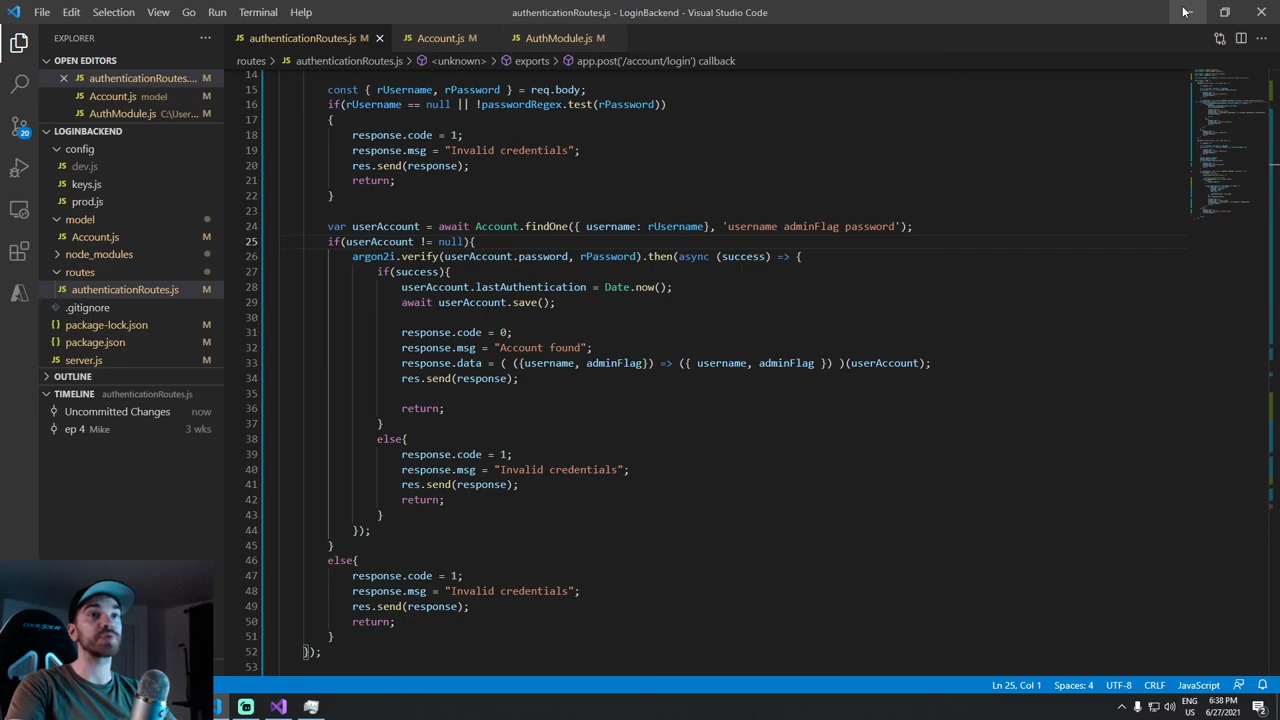 File Edit Selection View Go Run Terminal Help
authenticationRoutes.js - LoginBackend - Visual Studio Code
EXPLORER
authenticationRoutes.js M
Account.js M
AuthModule.js M
routes > authenticationRoutes.js > <unknown> > exports > app.post('/account/login') callback
OPEN EDITORS
authenticationRoutes.... M
Account.js model M
AuthModule.js C:\User... M
LOGINBACKEND
config
dev.js
keys.js M
prod.js M
model
Account.js M
node_modules
routes
authenticationRoutes.js M
.gitignore
package-lock.json M
package.json M
server.js M
OUTLINE
TIMELINE authenticationRoutes.js
Uncommitted Changes now
ep 4 Mike 3 wks
20
14
15 const { rUsername, rPassword } = req.body;
16 if(rUsername == null || !passwordRegex.test(rPassword))
17 {
18 response.code = 1;
19 response.msg = "Invalid credentials";
20 res.send(response);
21 return;
22 }
23
24 var userAccount = await Account.findOne({ username: rUsername}, 'username adminFlag password');
25 if(userAccount != null){
26 argon2i.verify(userAccount.password, rPassword).then(async (success) => {
27 if(success){
28 userAccount.lastAuthentication = Date.now();
29 await userAccount.save();
30
31 response.code = 0;
32 response.msg = "Account found";
33 response.data = ( ({username, adminFlag}) => ({ username, adminFlag }) )(userAccount);
34 res.send(response);
35
36 return;
37 }
38 else{
39 response.code = 1;
40 response.msg = "Invalid credentials";
41 res.send(response);
42 return;
43 }
44 });
45 }
46 else{
47 response.code = 1;
48 response.msg = "Invalid credentials";
49 res.send(response);
50 return;
51 }
52 });
53
Ln 25, Col 1 Spaces: 4 UTF-8 CRLF JavaScript
ENG
US
6:38 PM
6/27/2021
2